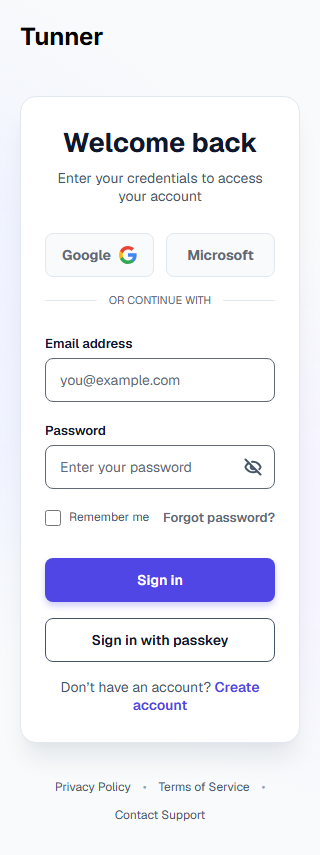 Tunner
Welcome back
Enter your credentials to access
your account
Google
Microsoft
OR CONTINUE WITH
Email address
you@example.com
Password
Enter your password
Remember me
Forgot password?
Sign in
Sign in with passkey
Don't have an account? Create
account
Privacy Policy • Terms of Service •
Contact Support